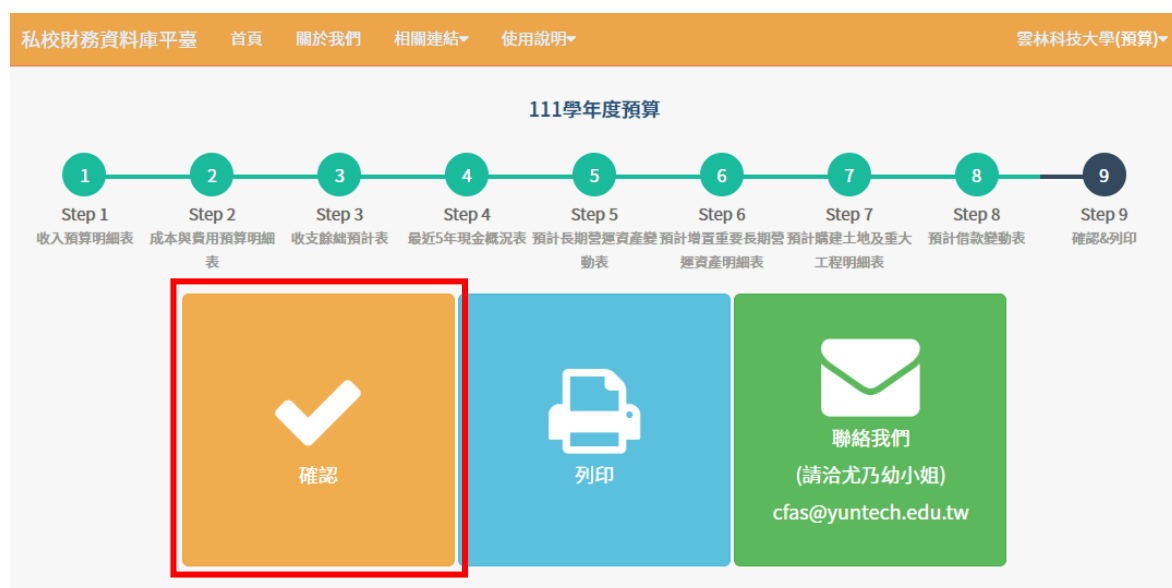 私校財務資料庫平臺 首頁 關於我們 相關連結 使用說明 雲林科技大學(預算)
111學年度預算
1 2 3 4 5 6 7 8 9
Step 1 Step 2 Step 3 Step 4 Step 5 Step 6 Step 7 Step 8 Step 9
收入預算明細表 成本與費用預算明細 收支餘絀預計表 最近5年現金概況表 預計長期營運資產變 預計增置重要長期營 預計購建土地及重大 預計借款變動表 確認&列印
表 動表 運資產明細表 工程明細表
確認
列印
聯絡我們
(請洽尤乃幼小姐)
cfas@yuntech.edu.tw